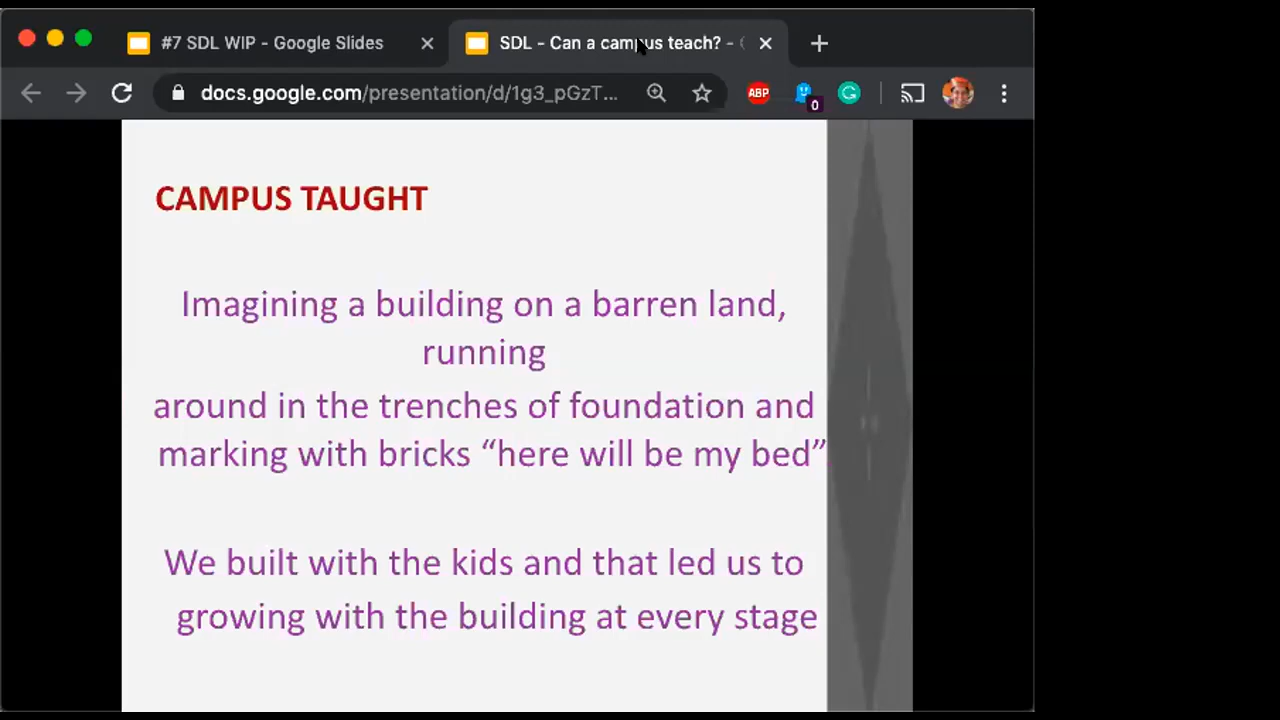 #7 SDL WIP - Google Slides
SDL - Can a campus teach? -
docs.google.com/presentation/d/1g3_pGzT...
ABP
0
CAMPUS TAUGHT
Imagining a building on a barren land,
running
around in the trenches of foundation and
marking with bricks “here will be my bed”
We built with the kids and that led us to
growing with the building at every stage